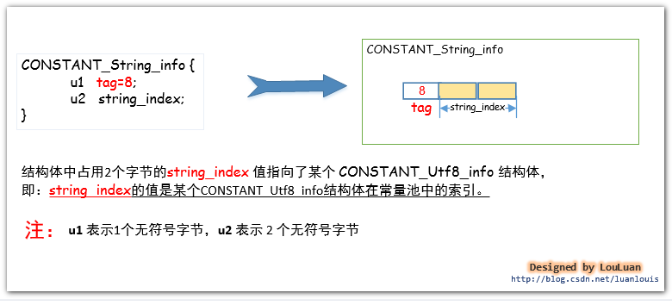 CONSTANT_String_info {
u1 tag=8;
u2 string_index;
}
CONSTANT_String_info
8
tag
string_index
结构体中占用2个字节的string_index 值指向了某个 CONSTANT_Utf8_info 结构体，
即：string_index的值是某个CONSTANT_Utf8_info结构体在常量池中的索引。
注： u1 表示1个无符号字节，u2 表示 2 个无符号字节
Designed by LouLuan
http://blog.csdn.net/luanlouis